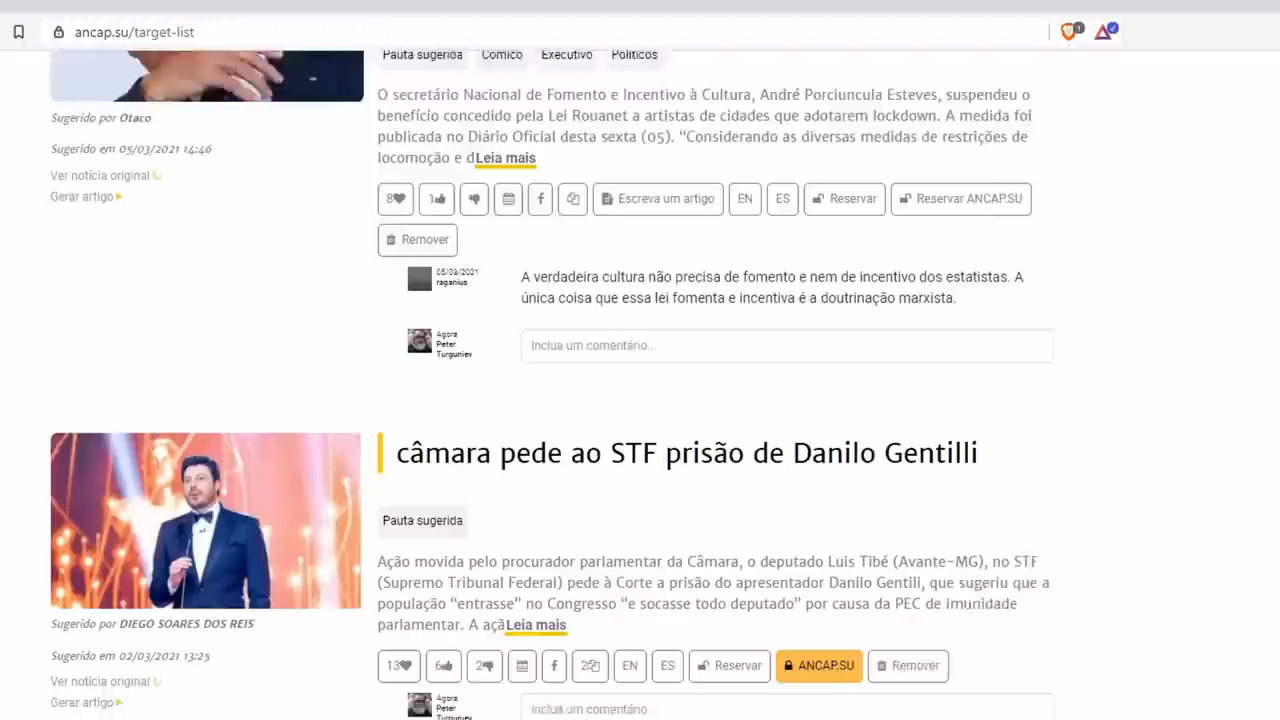 ancap.su/target-list
1
Pauta sugerida
Cômico
Executivo
Políticos
O secretário Nacional de Fomento e Incentivo à Cultura, André Porciuncula Esteves, suspendeu o
benefício concedido pela Lei Rouanet a artistas de cidades que adotarem lockdown. A medida foi
publicada no Diário Oficial desta sexta (05). “Considerando as diversas medidas de restrições de
locomoção e dLeia mais
Sugerido por Otaco
Sugerido em 05/03/2021 14:46
Ver notícia original
Gerar artigo
8
1
Escreva um artigo
EN
ES
Reservar
Reservar ANCAP.SU
Remover
05/03/2021
raganius
A verdadeira cultura não precisa de fomento e nem de incentivo dos estatistas. A
única coisa que essa lei fomenta e incentiva é a doutrinação marxista.
Agora
Peter
Turguniev
Inclua um comentário...
câmara pede ao STF prisão de Danilo Gentilli
Pauta sugerida
Ação movida pelo procurador parlamentar da Câmara, o deputado Luis Tibé (Avante-MG), no STF
(Supremo Tribunal Federal) pede à Corte a prisão do apresentador Danilo Gentili, que sugeriu que a
população “entrasse” no Congresso “e socasse todo deputado” por causa da PEC de imunidade
parlamentar. A açãLeia mais
Sugerido por DIEGO SOARES DOS REIS
Sugerido em 02/03/2021 13:25
Ver notícia original
Gerar artigo
13
6
2
2
EN
ES
Reservar
ANCAP.SU
Remover
Agora
Peter
Turguniev
Inclua um comentário